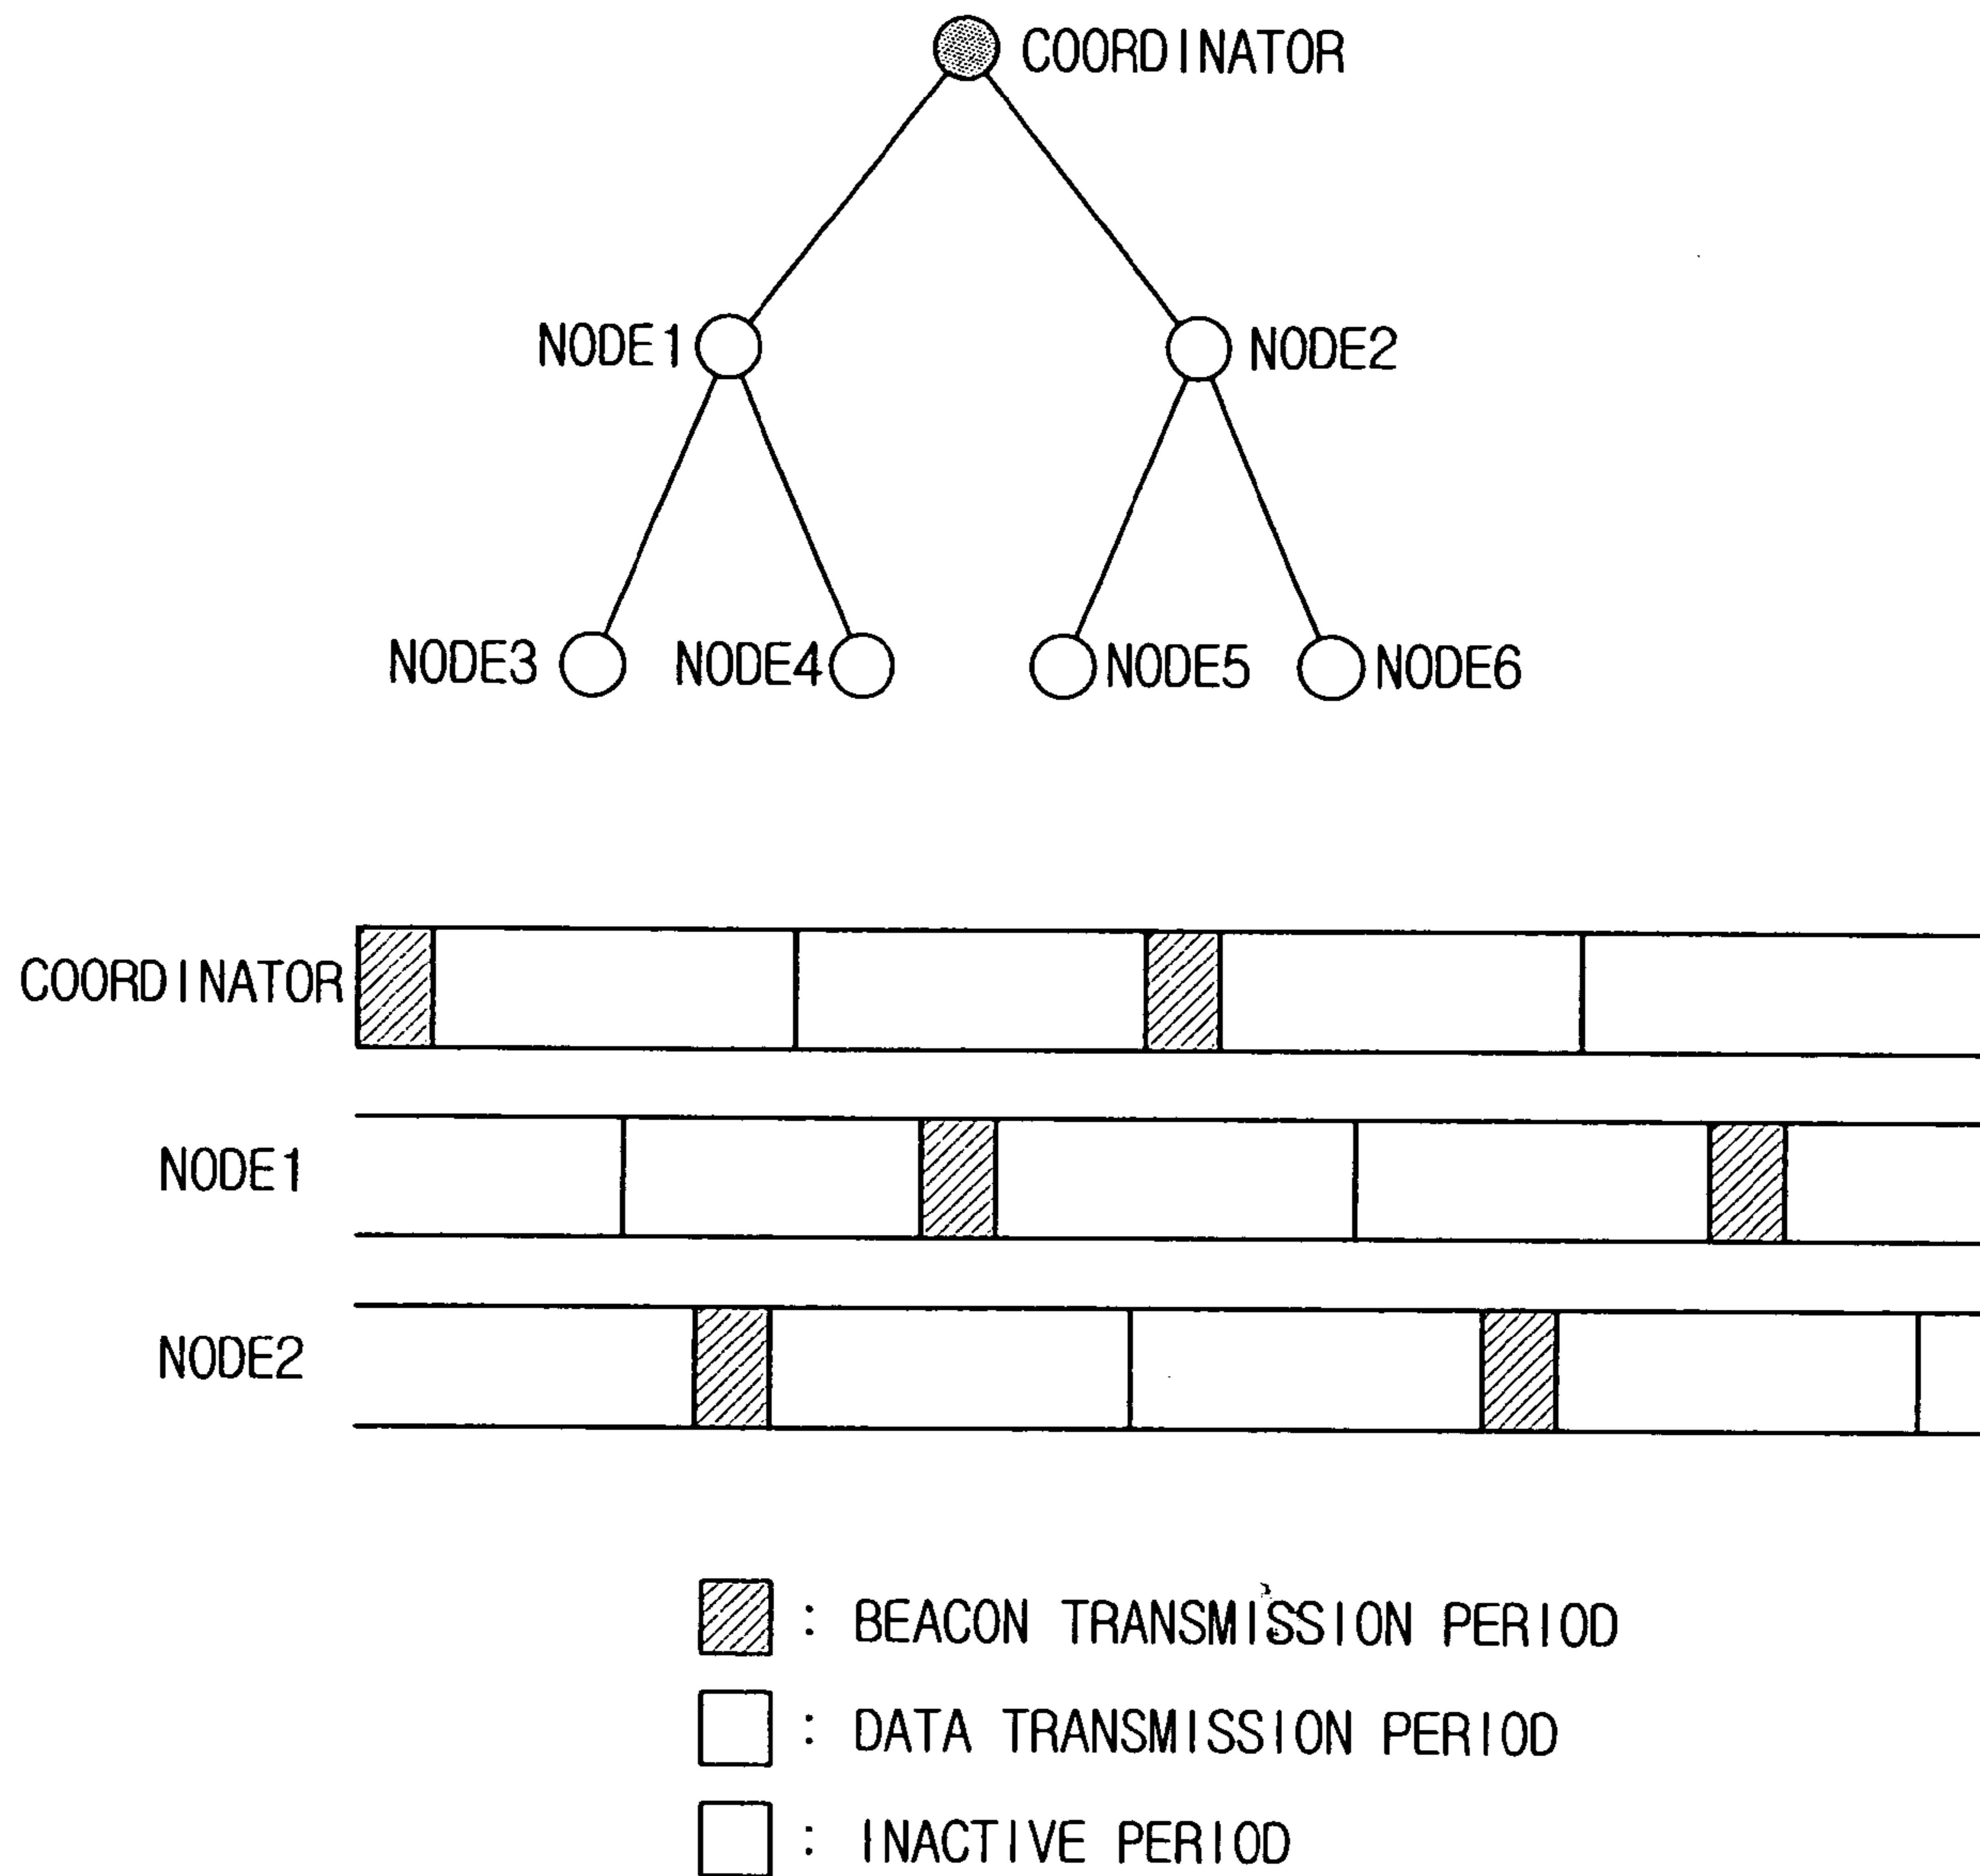 COORDINATOR
NODE1
NODE2
NODE3
NODE4
NODE5
NODE6
COORDINATOR
NODE1
NODE2
: BEACON TRANSMISSION PERIOD
: DATA TRANSMISSION PERIOD
: INACTIVE PERIOD